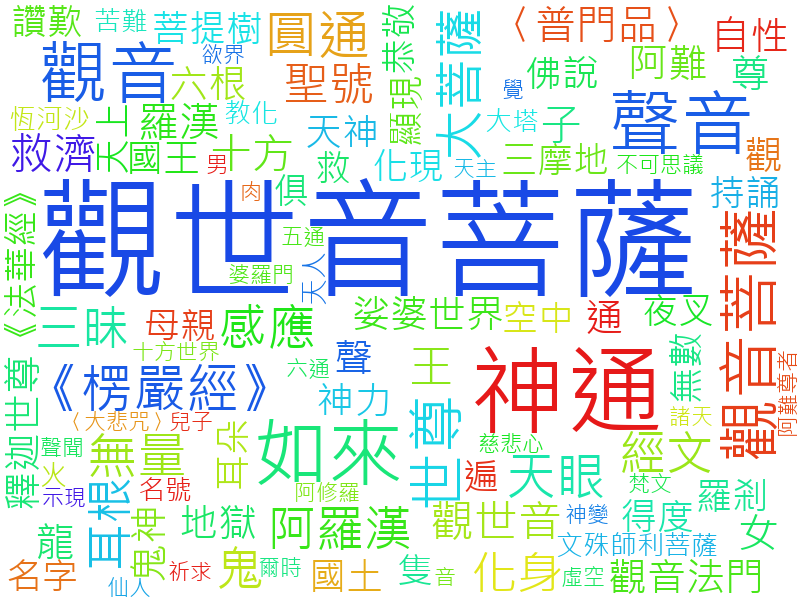 讚歎
苦難
菩提樹
圓通
恭敬
大菩薩
〈普門品〉
自性
觀音
欲界
六根
聖號
顯現
佛說
阿難
尊
恆河沙
上
羅漢
教化
天神
覺
大塔
子
聲音
觀
救濟
天
國王
十方
男
救
化現
天主
三摩地
不可思議
肉
俱
持誦
觀世音菩薩
五通
婆羅門
天人
《法華經》
三昧
母親
感應
娑婆世界
空中
通
夜叉
觀音菩薩
十方世界
聲
王
神通
無數
阿難尊者
釋迦世尊
《楞嚴經》
六通
神力
世尊
〈大悲咒〉
兒子
諸天
聲聞
無量
耳朵
如來
慈悲心
經文
火
示現
耳根
名號
阿修羅
遍
天眼
梵文
羅剎
龍
鬼神
地獄
阿羅漢
觀世音
神變
得度
女
文殊師利菩薩
名字
仙人
祈求
鬼
爾時
國土
隻
音
化身
虛空
觀音法門